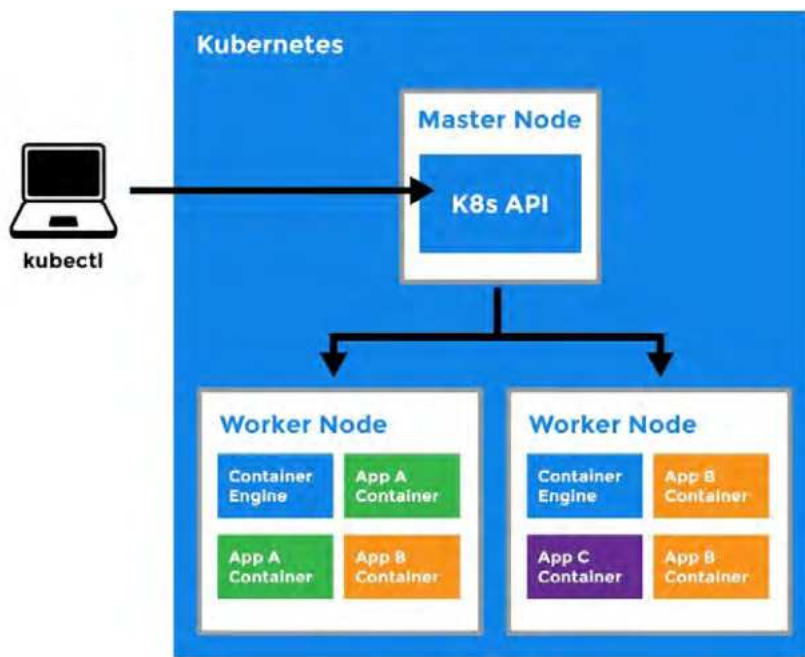 Kubernetes
Master Node
K8s API
kubectl
Worker Node
Container
Engine
App A
Container
App A
Container
App B
Container
Worker Node
Container
Engine
App B
Container
App C
Container
App B
Container